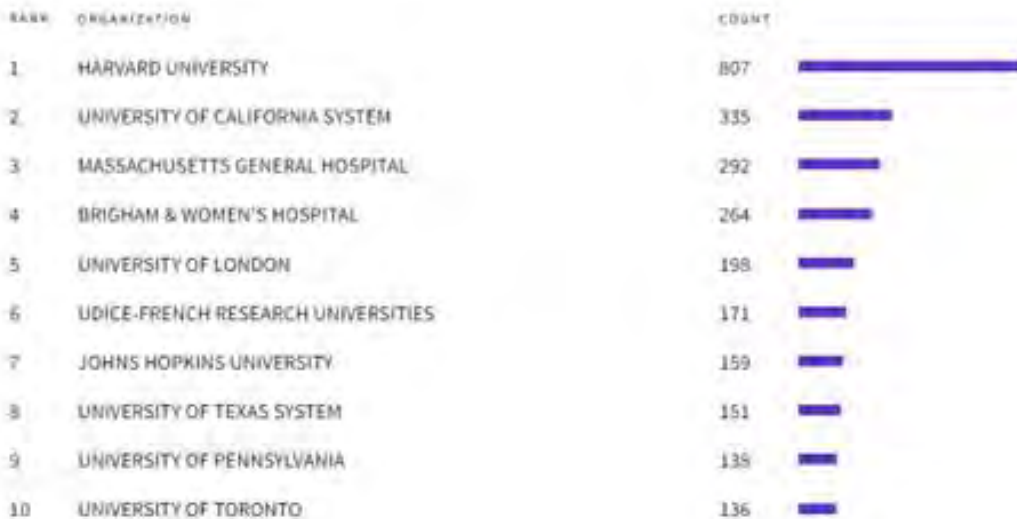 RANK ORGANIZATION COUNT
1 HARVARD UNIVERSITY 807
2 UNIVERSITY OF CALIFORNIA SYSTEM 335
3 MASSACHUSETTS GENERAL HOSPITAL 292
4 BRIGHAM & WOMEN'S HOSPITAL 264
5 UNIVERSITY OF LONDON 198
6 UDICE-FRENCH RESEARCH UNIVERSITIES 171
7 JOHNS HOPKINS UNIVERSITY 159
8 UNIVERSITY OF TEXAS SYSTEM 151
9 UNIVERSITY OF PENNSYLVANIA
10 UNIVERSITY OF TORONTO 136